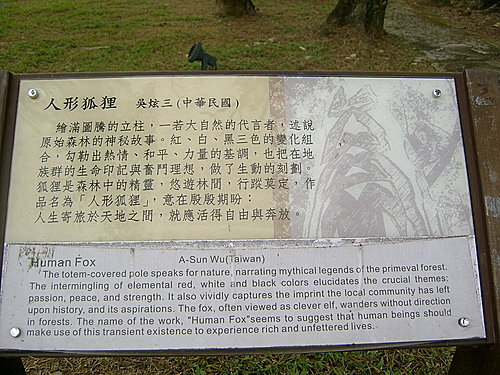 人形狐狸 吳炫三(中華民國)
繪滿圖騰的立柱，一若大自然的代言者，述說
原始森林的神秘故事。紅、白、黑三色的變化組
合，勾勒出熱情、和平、力量的基調，也把在地
族群的生命印記與奮鬥理想，做了生動的刻劃。
狐狸是森林中的精靈，悠遊林間，行蹤莫定，作
品名為「人形狐狸」，意在殷殷期盼：
人生寄旅於天地之間，就應活得自由與奔放。
Human Fox A-Sun Wu(Taiwan)
"The totem-covered pole speaks for nature, narrating mythical legends of the primeval forest.
The intermingling of elemental red, white and black colors elucidates the crucial themes:
passion, peace, and strength. It also vividly captures the imprint the local community has left
upon history, and its aspirations. The fox, often viewed as clever elf, wanders without direction
in forests. The name of the work, "Human Fox"seems to suggest that human beings should
make use of this transient existence to experience rich and unfettered lives.